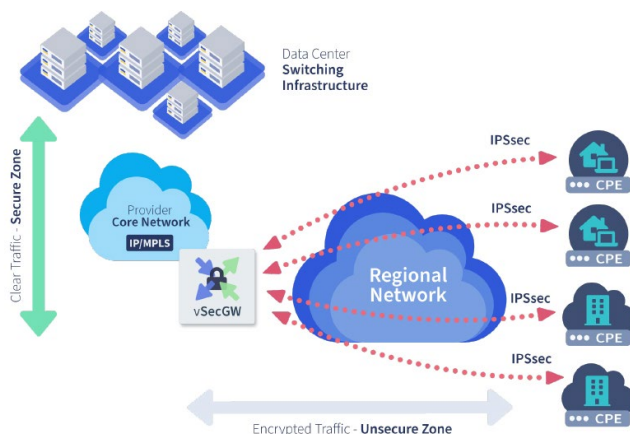 Data Center
Switching
Infrastructure
Clear Traffic - Secure Zone
Provider
Core Network
IP/MPLS
vSecGW
Regional
Network
IPSsec
CPE
IPSsec
CPE
IPSsec
CPE
IPSsec
CPE
Encrypted Traffic - Unsecure Zone